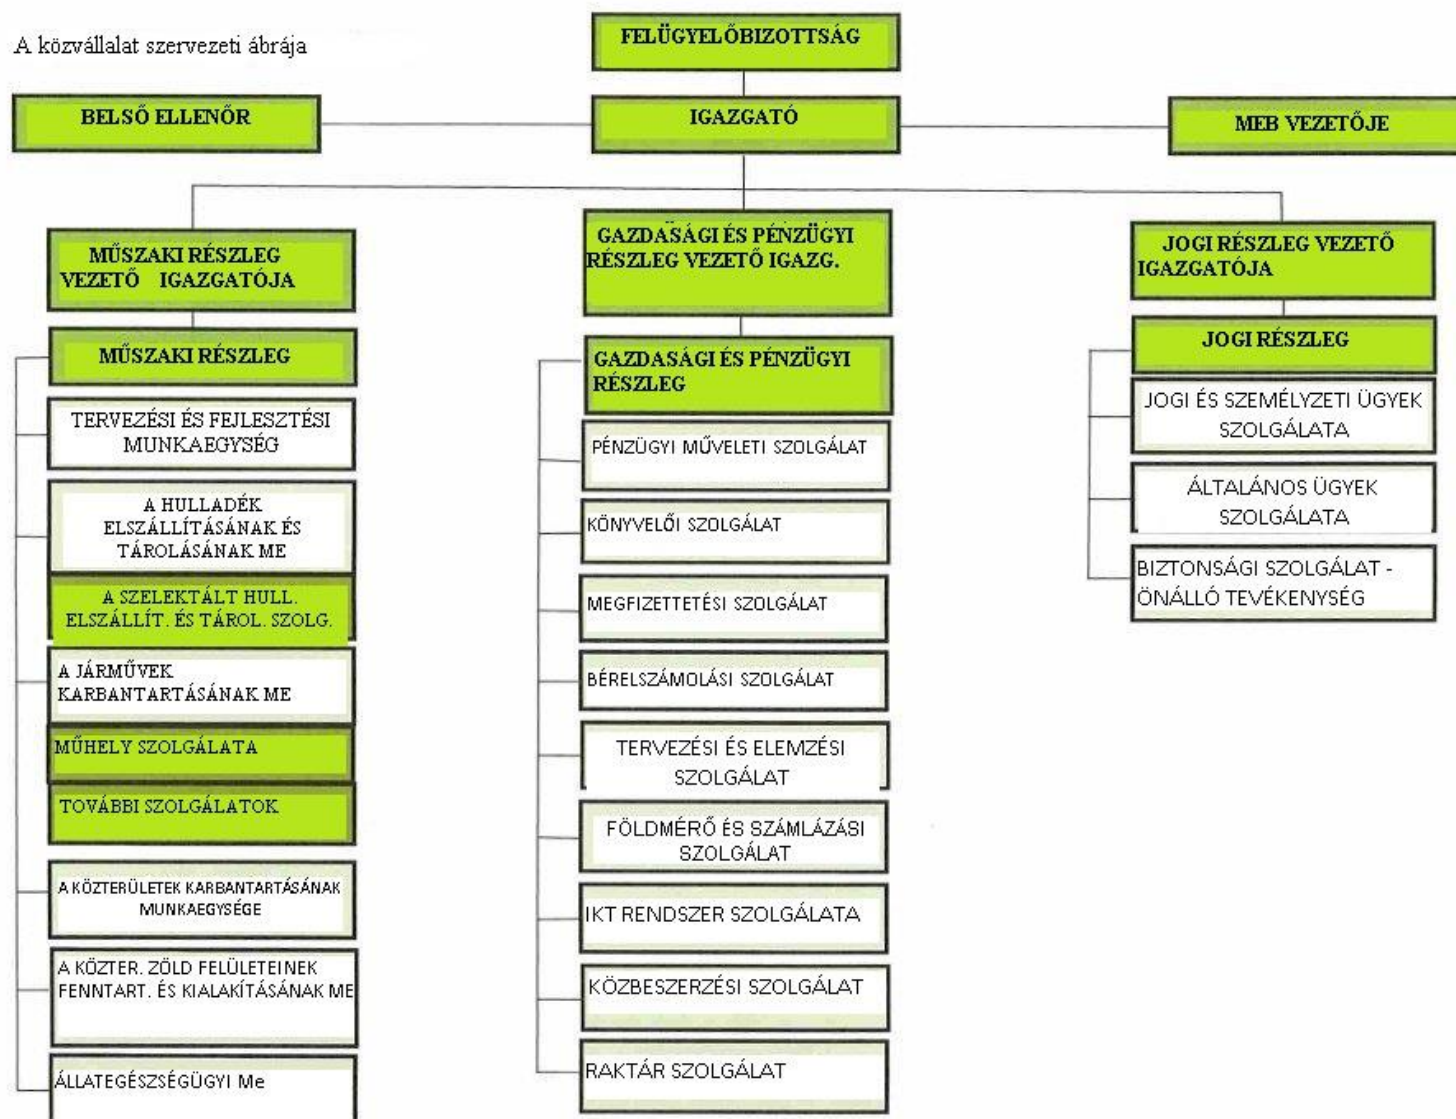 A közvállalat szervezeti ábrája
FELÜGYELŐBIZOTTSÁG
BELSŐ ELLENŐR
IGAZGATÓ
MEB VEZETŐJE
MŰSZAKI RÉSZLEG
VEZETŐ IGAZGATÓJA
MŰSZAKI RÉSZLEG
TERVEZÉSI ÉS FEJLESZTÉSI
MUNKAEGYSÉG
A HULLADÉK
ELSZÁLLÍTÁSÁNAK ÉS
TÁROLÁSÁNAK ME
A SZELEKTÁLT HULL.
ELSZÁLLÍT. ÉS TÁROL. SZOLG.
A JÁRMŰVEK
KARBANTARTÁSÁNAK ME
MŰHELY SZOLGÁLATA
TOVÁBBI SZOLGÁLATOK
A KÖZTERÜLETEK KARBANTARTÁSÁNAK
MUNKAEGYSÉGE
A KÖZTER. ZÖLD FELÜLETEINEK
FENNTART. ÉS KIALAKÍTÁSÁNAK ME
ÁLLATEGÉSZSÉGÜGYI Me
GAZDASÁGI ÉS PÉNZÜGYI
RÉSZLEG VEZETŐ IGAZG.
GAZDASÁGI ÉS PÉNZÜGYI
RÉSZLEG
PÉNZÜGYI MŰVELETI SZOLGÁLAT
KÖNYVELŐI SZOLGÁLAT
MEGFIZETTETÉSI SZOLGÁLAT
BÉRELSZÁMOLÁSI SZOLGÁLAT
TERVEZÉSI ÉS ELEMZÉSI
SZOLGÁLAT
FÖLDMÉRŐ ÉS SZÁMLÁZÁSI
SZOLGÁLAT
IKT RENDSZER SZOLGÁLATA
KÖZBESZERZÉSI SZOLGÁLAT
RAKTÁR SZOLGÁLAT
JOGI RÉSZLEG VEZETŐ
IGAZGATÓJA
JOGI RÉSZLEG
JOGI ÉS SZEMÉLYZETI ÜGYEK
SZOLGÁLATA
ÁLTALÁNOS ÜGYEK
SZOLGÁLATA
BIZTONSÁGI SZOLGÁLAT -
ÖNÁLLÓ TEVÉKENYSÉG